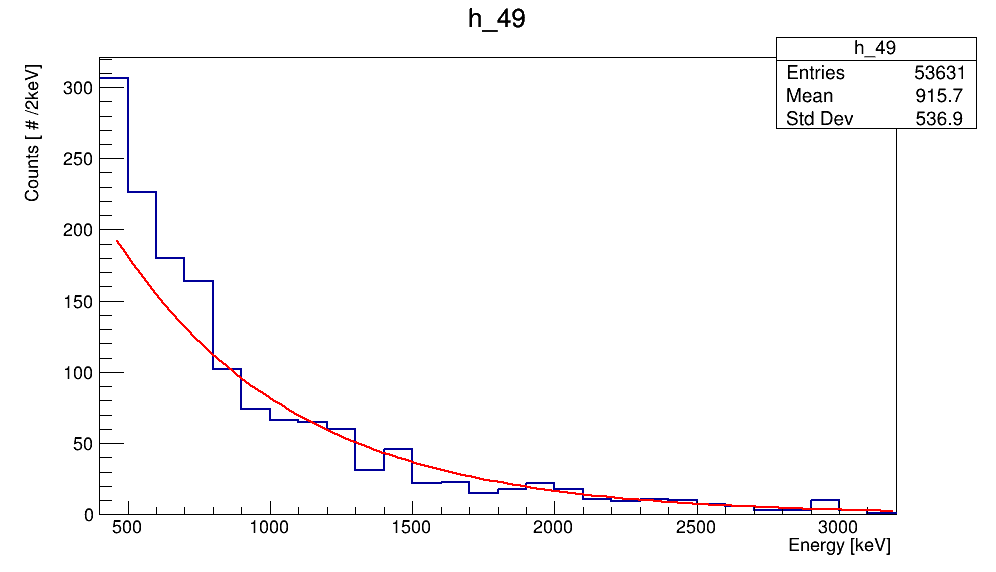 h_49
h_49
Entries 53631
Mean 915.7
Std Dev 536.9
Counts [ # /2keV]
300
250
200
150
100
50
0
500 1000 1500 2000 2500 3000
Energy [keV]